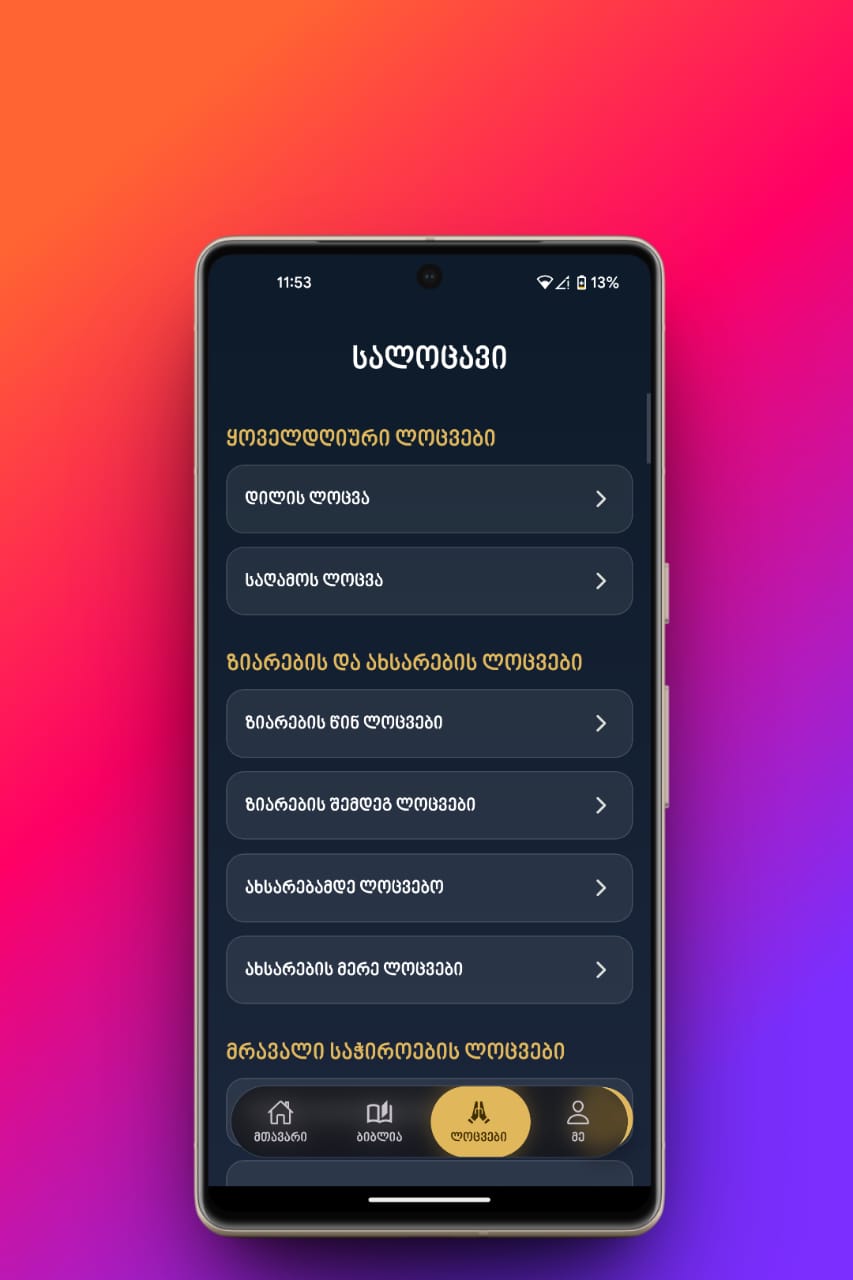 11:53
13%
სალოცავი
ყოველდღიური ლოცვები
დილის ლოცვა
საღამოს ლოცვა
ზიარების და ახსარების ლოცვები
ზიარების წინ ლოცვები
ზიარების შემდეგ ლოცვები
ახსარებამდე ლოცვებო
ახსარების მერე ლოცვები
მრავალი საჭიროების ლოცვები
მთავარი
ბიბლია
ლოცვები
მე